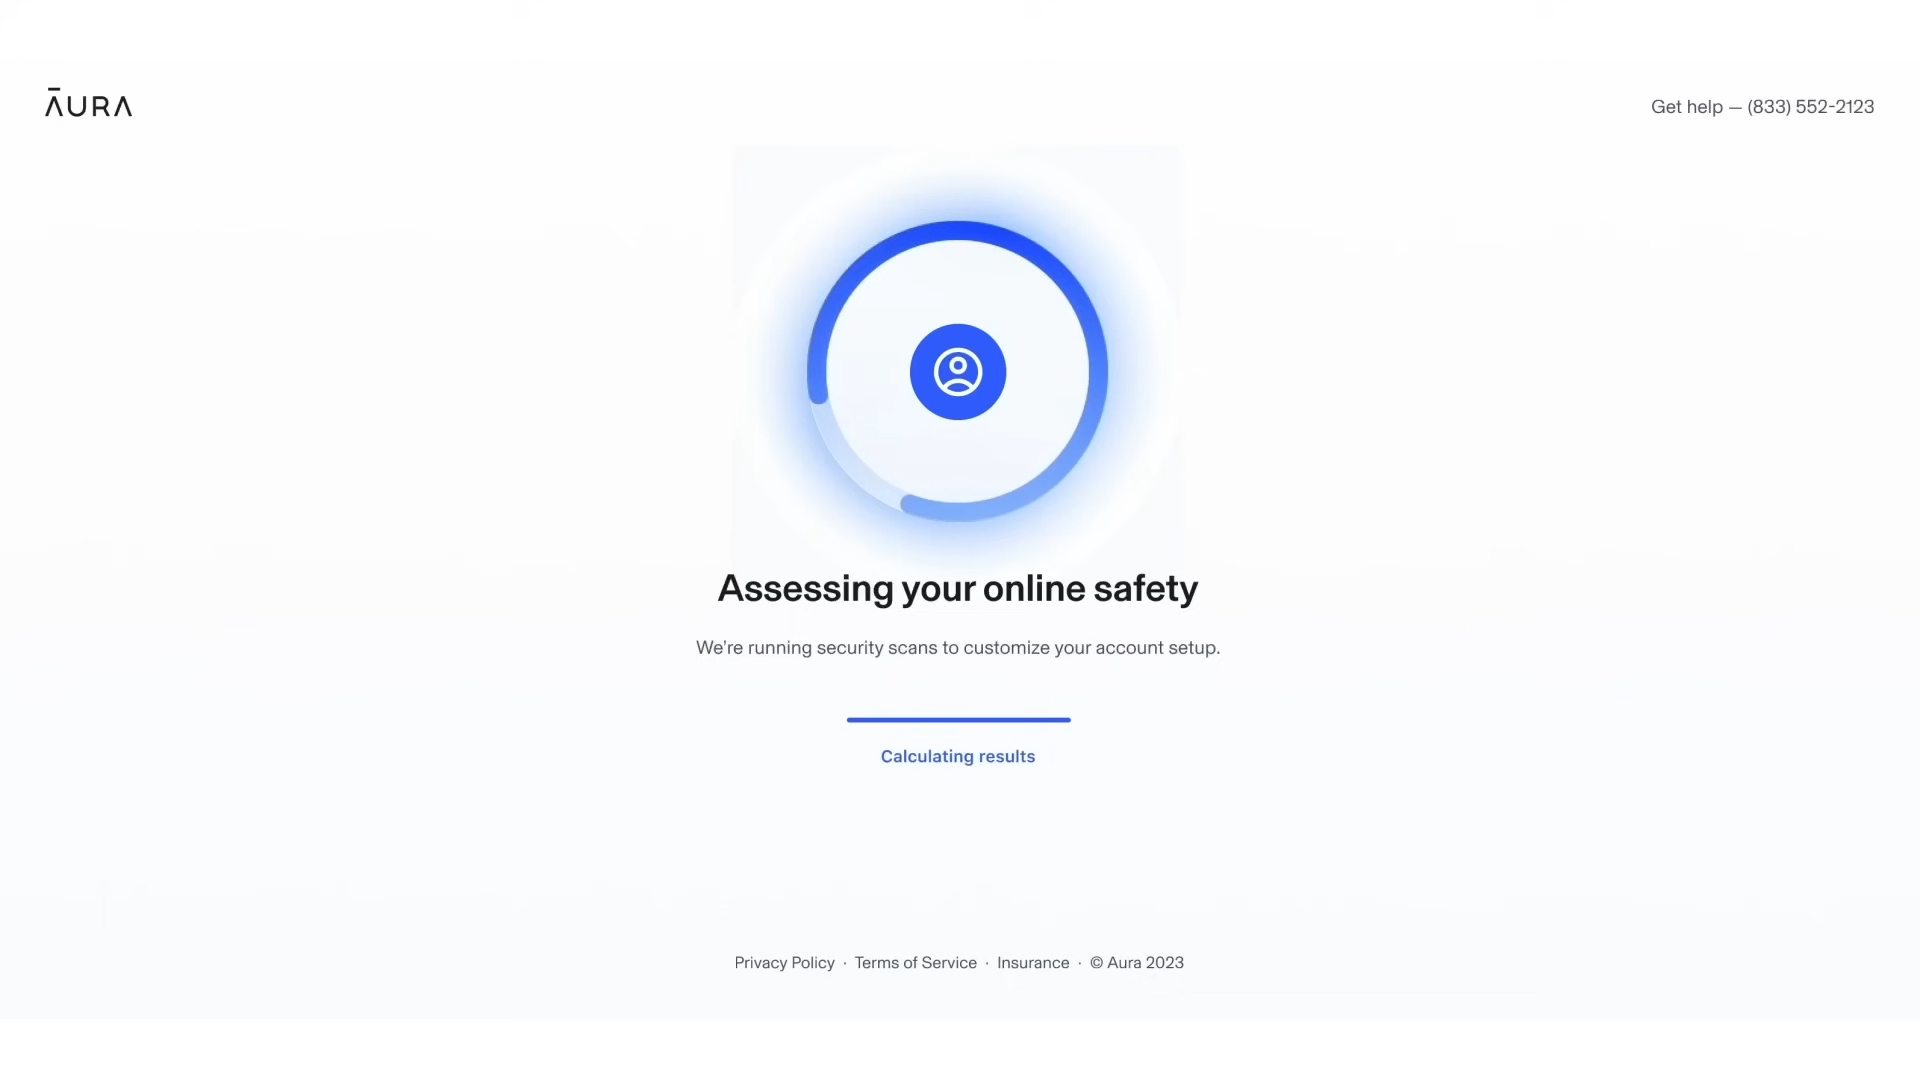 ĀURA
Get help — (833) 552-2123
Assessing your online safety
We're running security scans to customize your account setup.
Calculating results
Privacy Policy · Terms of Service · Insurance · © Aura 2023